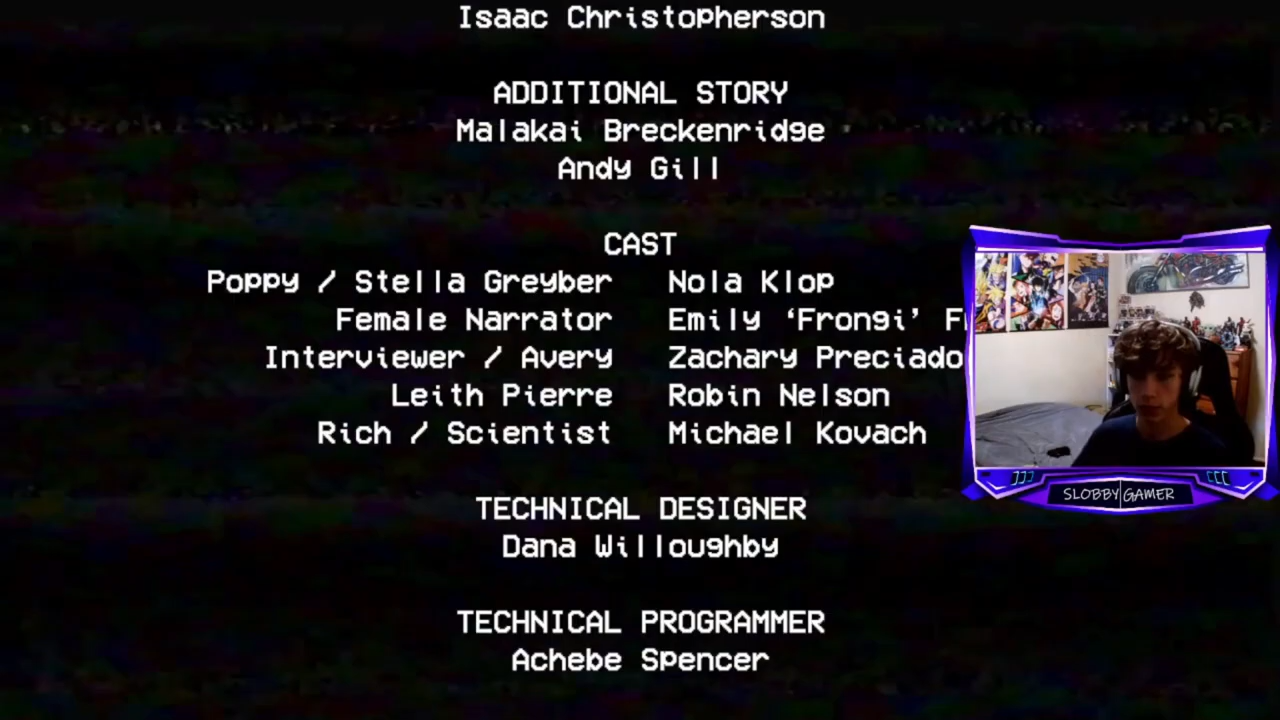 Isaac Christopherson
ADDITIONAL STORY
Malakai Breckenridge
Andy Gill
CAST
Poppy / Stella Greyber Nola Klop
Female Narrator Emily ‘Frongi’
Interviewer / Avery Zachary Preciado
Leith Pierre Robin Nelson
Rich / Scientist Michael Kovach
TECHNICAL DESIGNER
Dana Willoughby
TECHNICAL PROGRAMMER
Achebe Spencer
SLOBBY GAMER